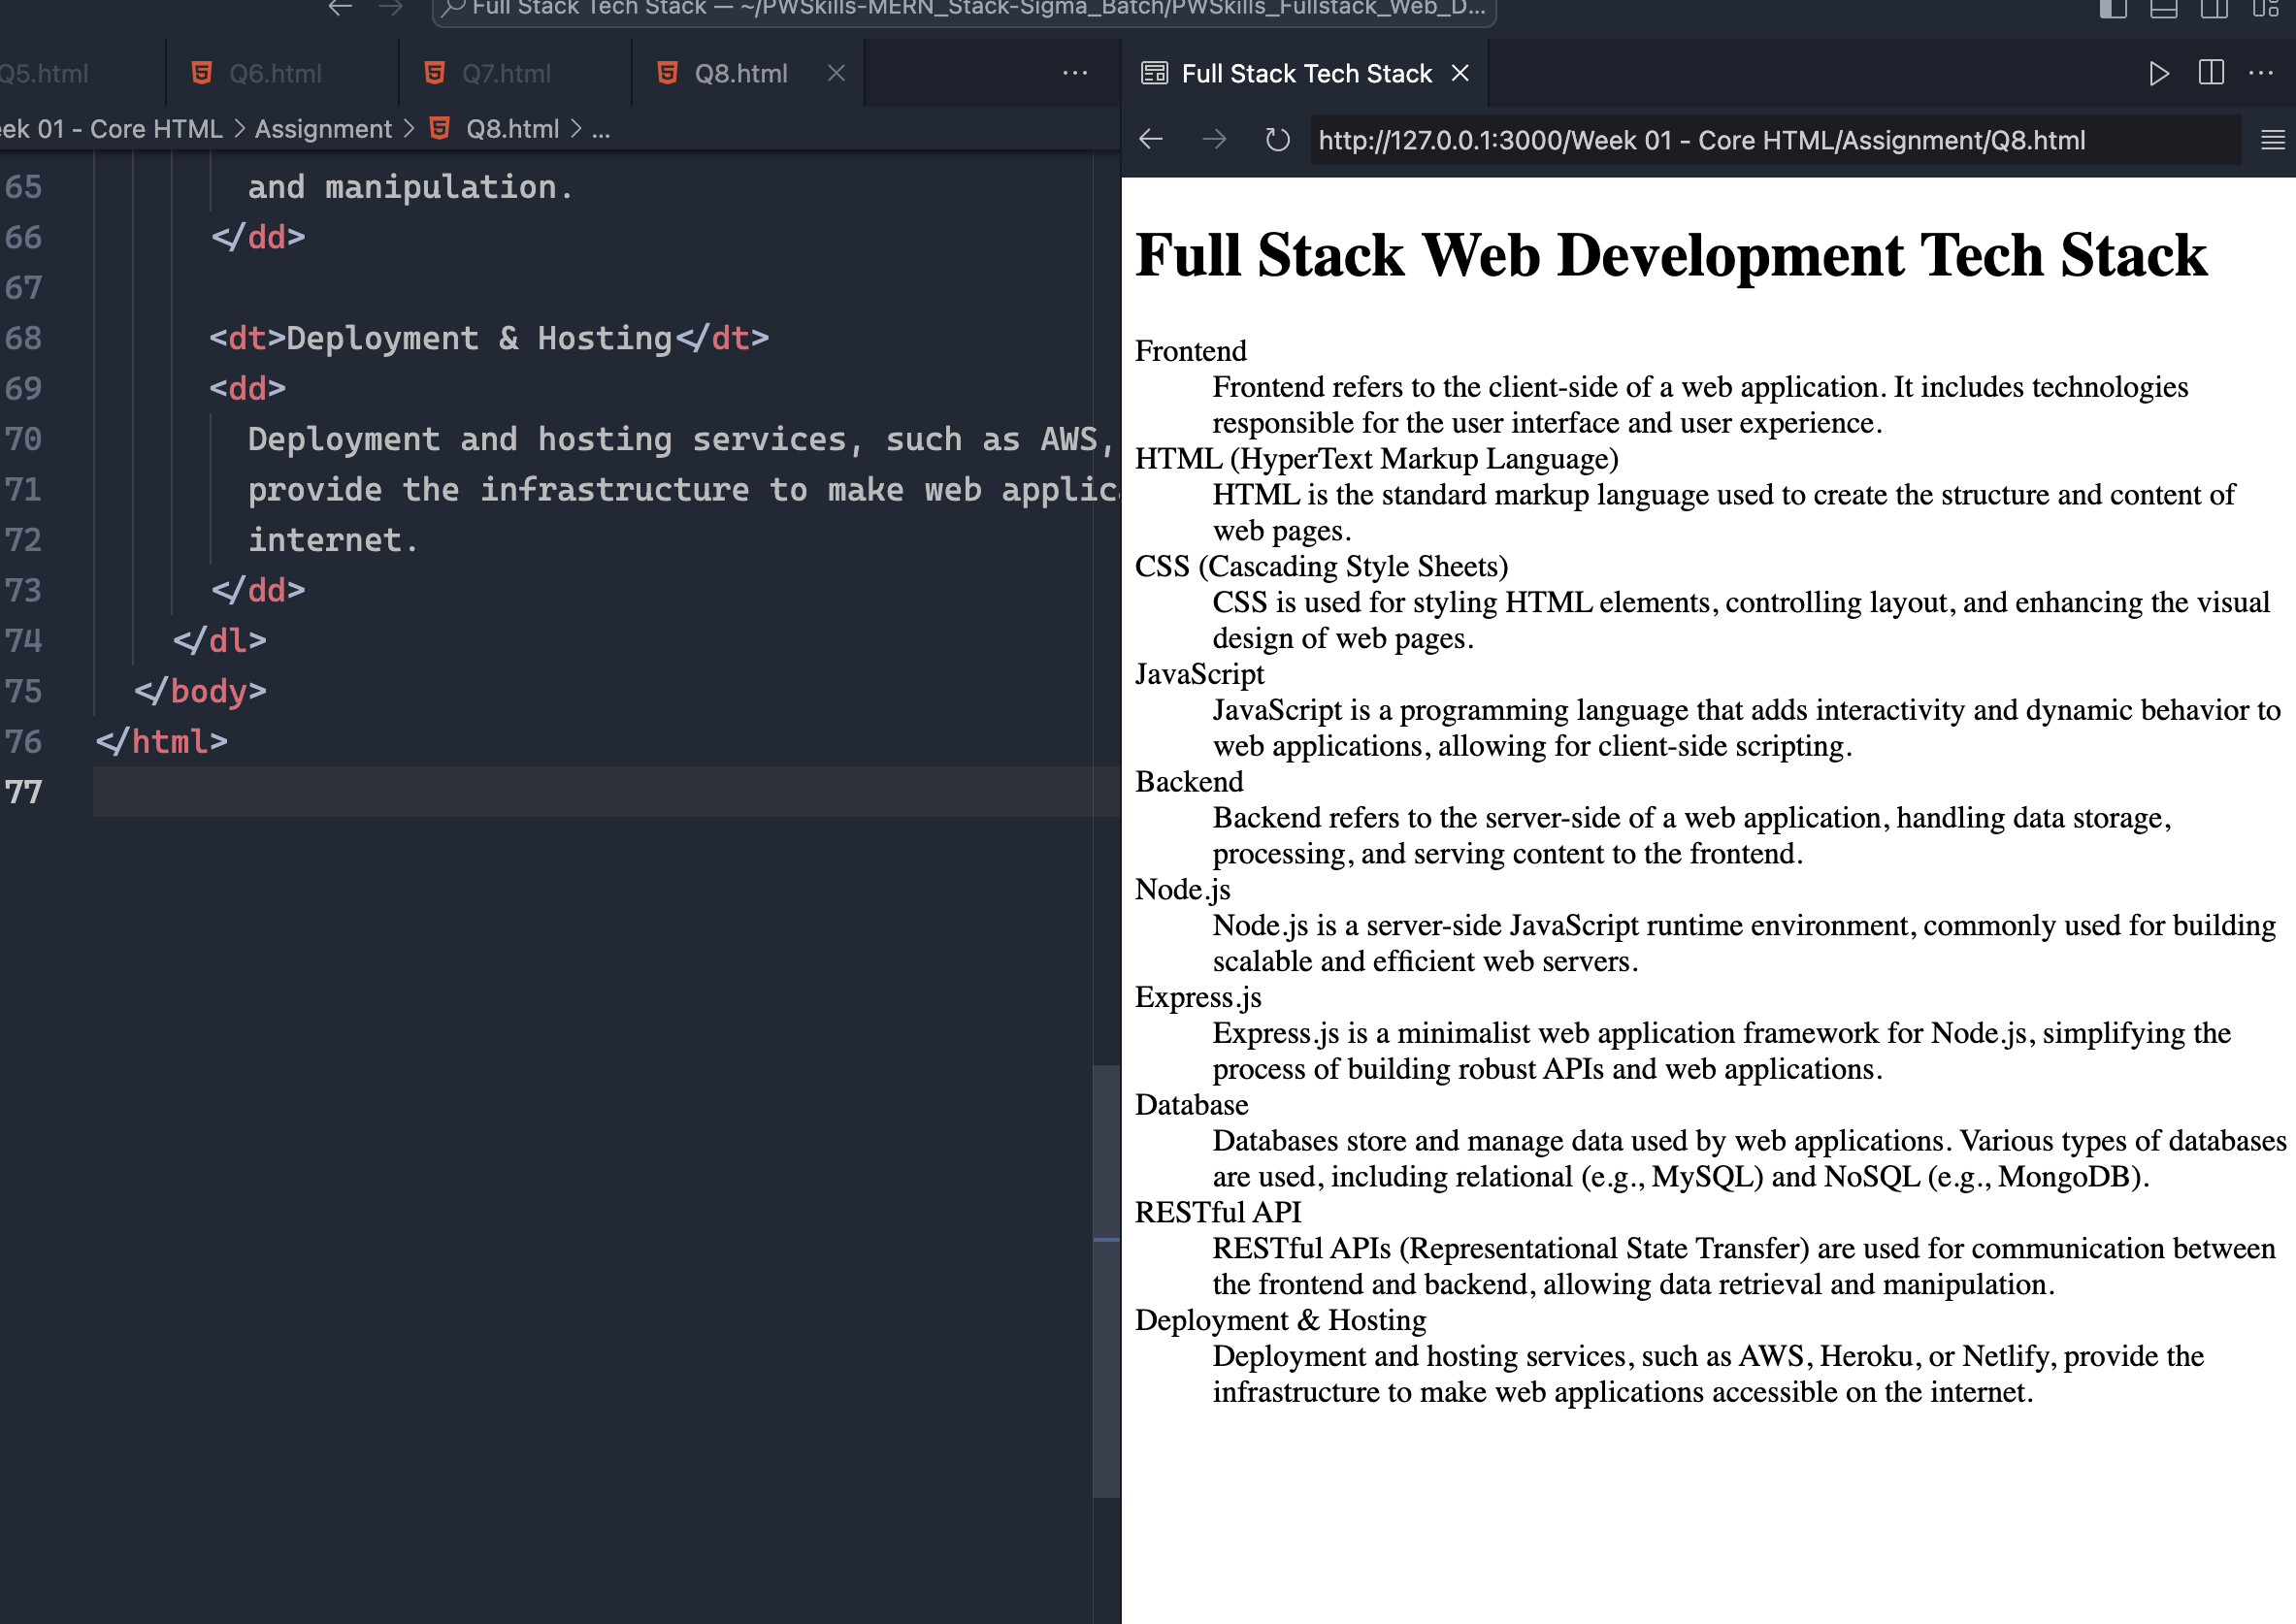 Full Stack Tech Stack — ~/PWSkills-MERN_Stack-Sigma_Batch/PWSkills_Fullstack_Web_D...
Q5.html
Q6.html
Q7.html
Q8.html
...
ek 01 - Core HTML > Assignment > Q8.html > ...
65 and manipulation.
66 </dd>
67
68 <dt>Deployment & Hosting</dt>
69 <dd>
70 Deployment and hosting services, such as AWS,
71 provide the infrastructure to make web applic
72 internet.
73 </dd>
74 </dl>
75 </body>
76 </html>
77
Full Stack Tech Stack
http://127.0.0.1:3000/Week 01 - Core HTML/Assignment/Q8.html
Full Stack Web Development Tech Stack
Frontend
Frontend refers to the client-side of a web application. It includes technologies
responsible for the user interface and user experience.
HTML (HyperText Markup Language)
HTML is the standard markup language used to create the structure and content of
web pages.
CSS (Cascading Style Sheets)
CSS is used for styling HTML elements, controlling layout, and enhancing the visual
design of web pages.
JavaScript
JavaScript is a programming language that adds interactivity and dynamic behavior to
web applications, allowing for client-side scripting.
Backend
Backend refers to the server-side of a web application, handling data storage,
processing, and serving content to the frontend.
Node.js
Node.js is a server-side JavaScript runtime environment, commonly used for building
scalable and efficient web servers.
Express.js
Express.js is a minimalist web application framework for Node.js, simplifying the
process of building robust APIs and web applications.
Database
Databases store and manage data used by web applications. Various types of databases
are used, including relational (e.g., MySQL) and NoSQL (e.g., MongoDB).
RESTful API
RESTful APIs (Representational State Transfer) are used for communication between
the frontend and backend, allowing data retrieval and manipulation.
Deployment & Hosting
Deployment and hosting services, such as AWS, Heroku, or Netlify, provide the
infrastructure to make web applications accessible on the internet.